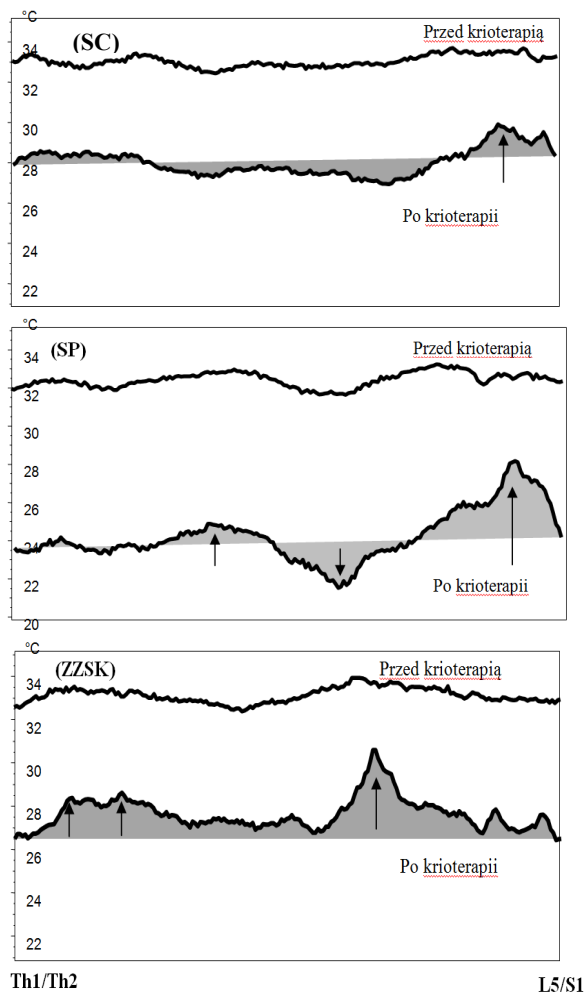 °C
(SC)
Przed krioterapią
34
32
30
28
26
24
22
Po krioterapii
°C
(SP)
Przed krioterapią
34
32
30
28
26
24
22
20
Po krioterapii
°C
(ZZSK)
Przed krioterapią
34
32
30
28
26
24
22
Po krioterapii
Th1/Th2
L5/S1